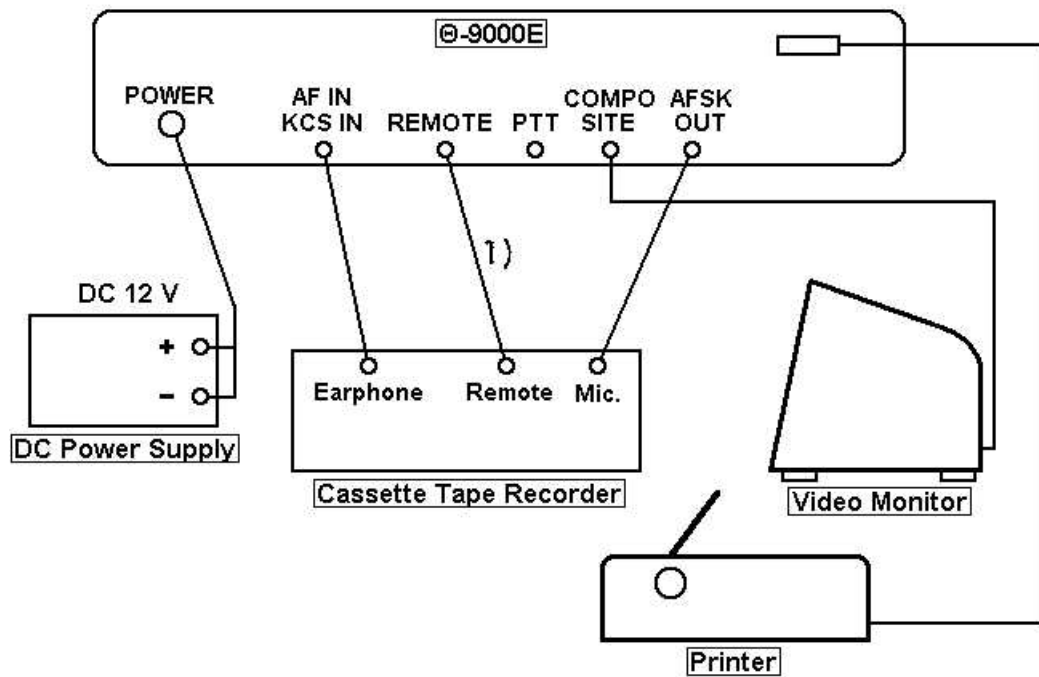 Θ-9000E
POWER
AF IN
KCS IN
REMOTE
PTT
COMPO
SITE
AFSK
OUT
1)
DC 12 V
+
-
DC Power Supply
Earphone
Remote
Mic.
Cassette Tape Recorder
Video Monitor
Printer